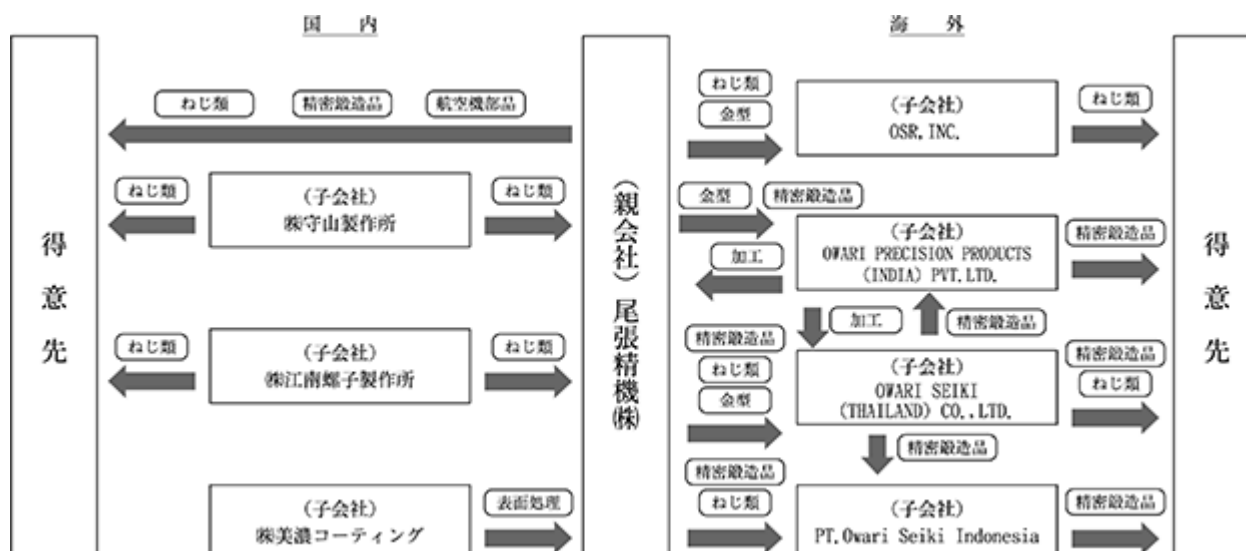 国 内
海 外
得意先
ねじ類
精密鍛造品
航空機部品
ねじ類
(子会社)
㈱守山製作所
ねじ類
ねじ類
(子会社)
㈱江南螺子製作所
ねじ類
(子会社)
㈱美濃コーティング
表面処理
(親会社)尾張精機㈱
ねじ類
金型
(子会社)
OSR.INC.
ねじ類
金型
精密鍛造品
加工
(子会社)
OWARI PRECISION PRODUCTS
(INDIA) PVT.LTD.
精密鍛造品
加工
精密鍛造品
精密鍛造品
ねじ類
金型
(子会社)
OWARI SEIKI
(THAILAND) CO.,LTD.
精密鍛造品
ねじ類
精密鍛造品
精密鍛造品
ねじ類
(子会社)
PT.Owari Seiki Indonesia
精密鍛造品
得意先